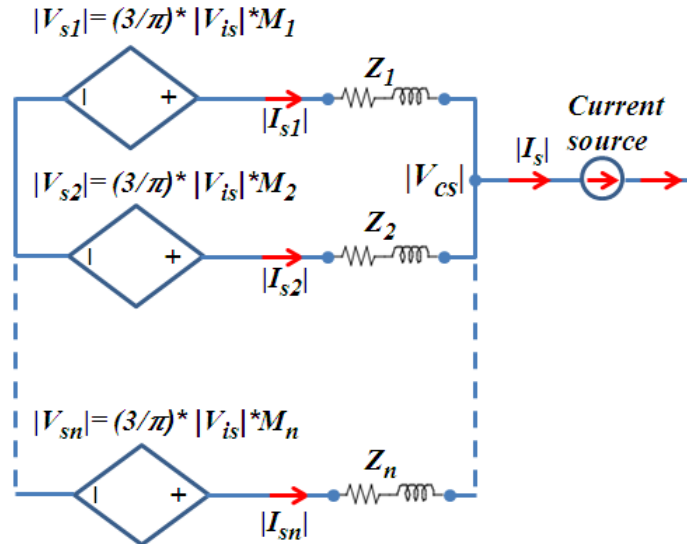 |Vs1|= (3/π)* |Vis|*M1
Z1
|Is1|
Current
source
|Is|
|Vcs|
|Vs2|= (3/π)* |Vis|*M2
Z2
|Is2|
|Vsn|= (3/π)* |Vis|*Mn
Zn
|Isn|